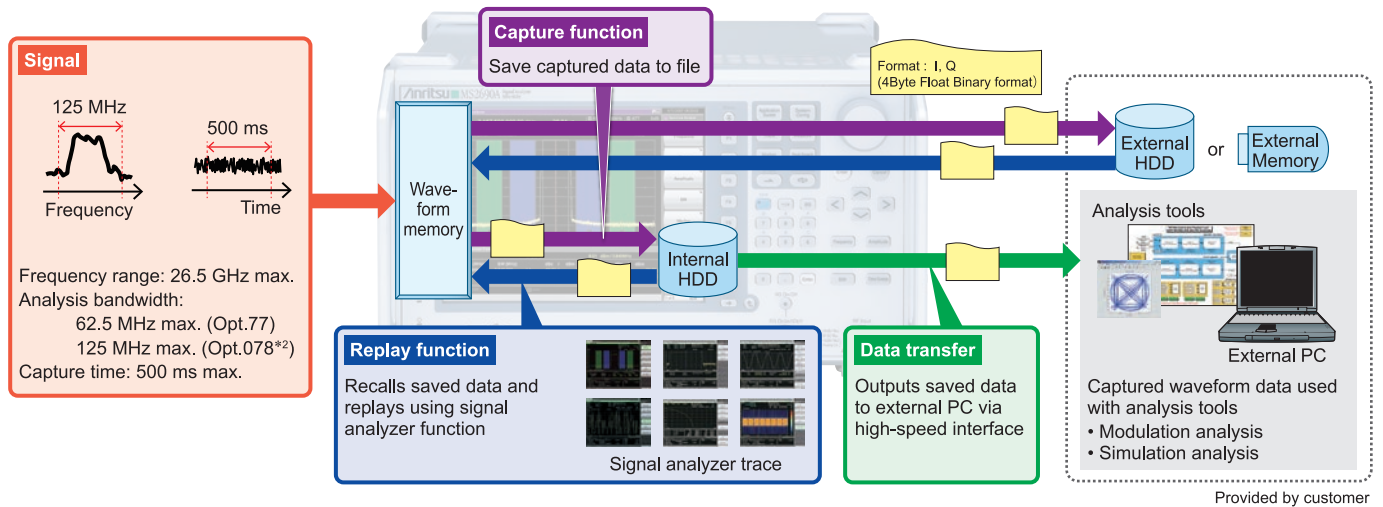 Signal
125 MHz
Frequency
500 ms
Time
Frequency range: 26.5 GHz max.
Analysis bandwidth:
62.5 MHz max. (Opt.77)
125 MHz max. (Opt.078*2)
Capture time: 500 ms max.
Capture function
Save captured data to file
Anritsu MS2690A
Wave-
form
memory
Format : I, Q
(4Byte Float Binary format)
External
HDD
or
External
Memory
Internal
HDD
Replay function
Recalls saved data and
replays using signal
analyzer function
Signal analyzer trace
Data transfer
Outputs saved data
to external PC via
high-speed interface
Analysis tools
External PC
Captured waveform data used
with analysis tools
• Modulation analysis
• Simulation analysis
Provided by customer